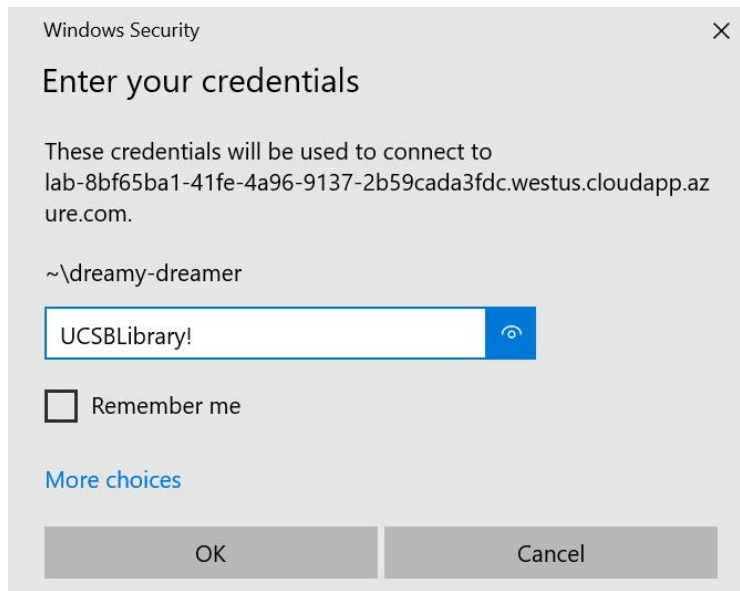 Windows Security
Enter your credentials
These credentials will be used to connect to
lab-8bf65ba1-41fe-4a96-9137-2b59cada3fdc.westus.cloudapp.az
ure.com.
~\dreamy-dreamer
UCSBLibrary!
Remember me
More choices
OK
Cancel